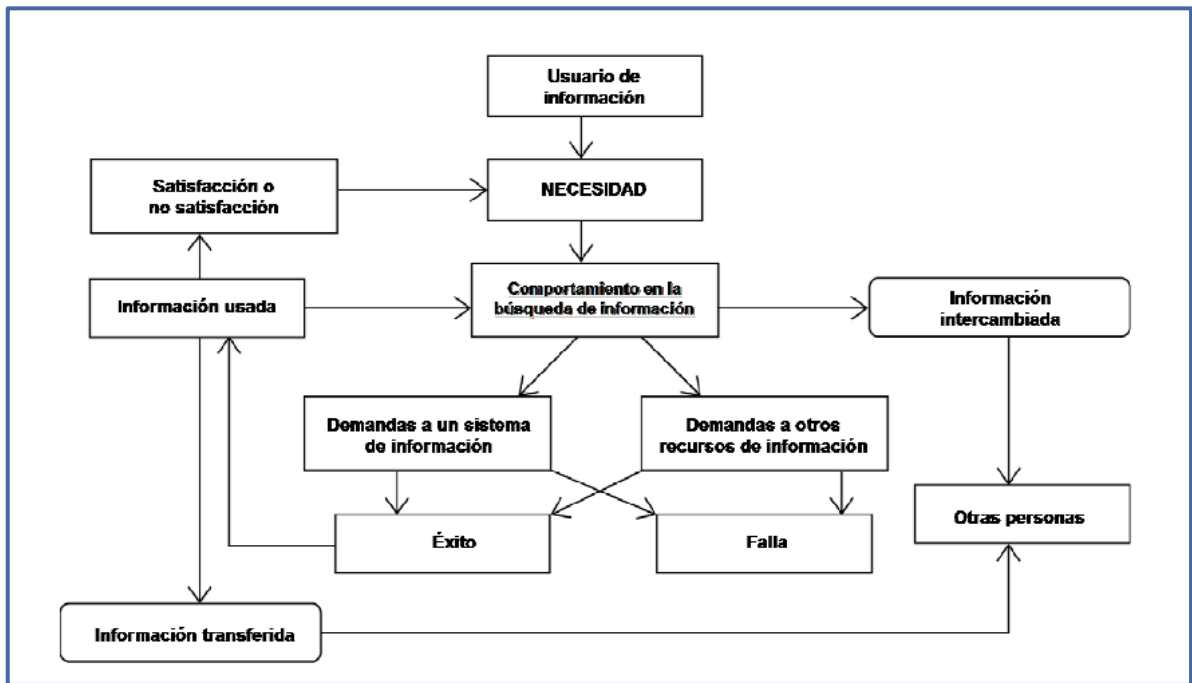 Usuario de
información
Satisfacción o
no satisfacción
NECESIDAD
Información usada
Comportamiento en la
búsqueda de información
Información
intercambiada
Demandas a un sistema
de información
Demandas a otros
recursos de información
Éxito
Falla
Otras personas
Información transferida